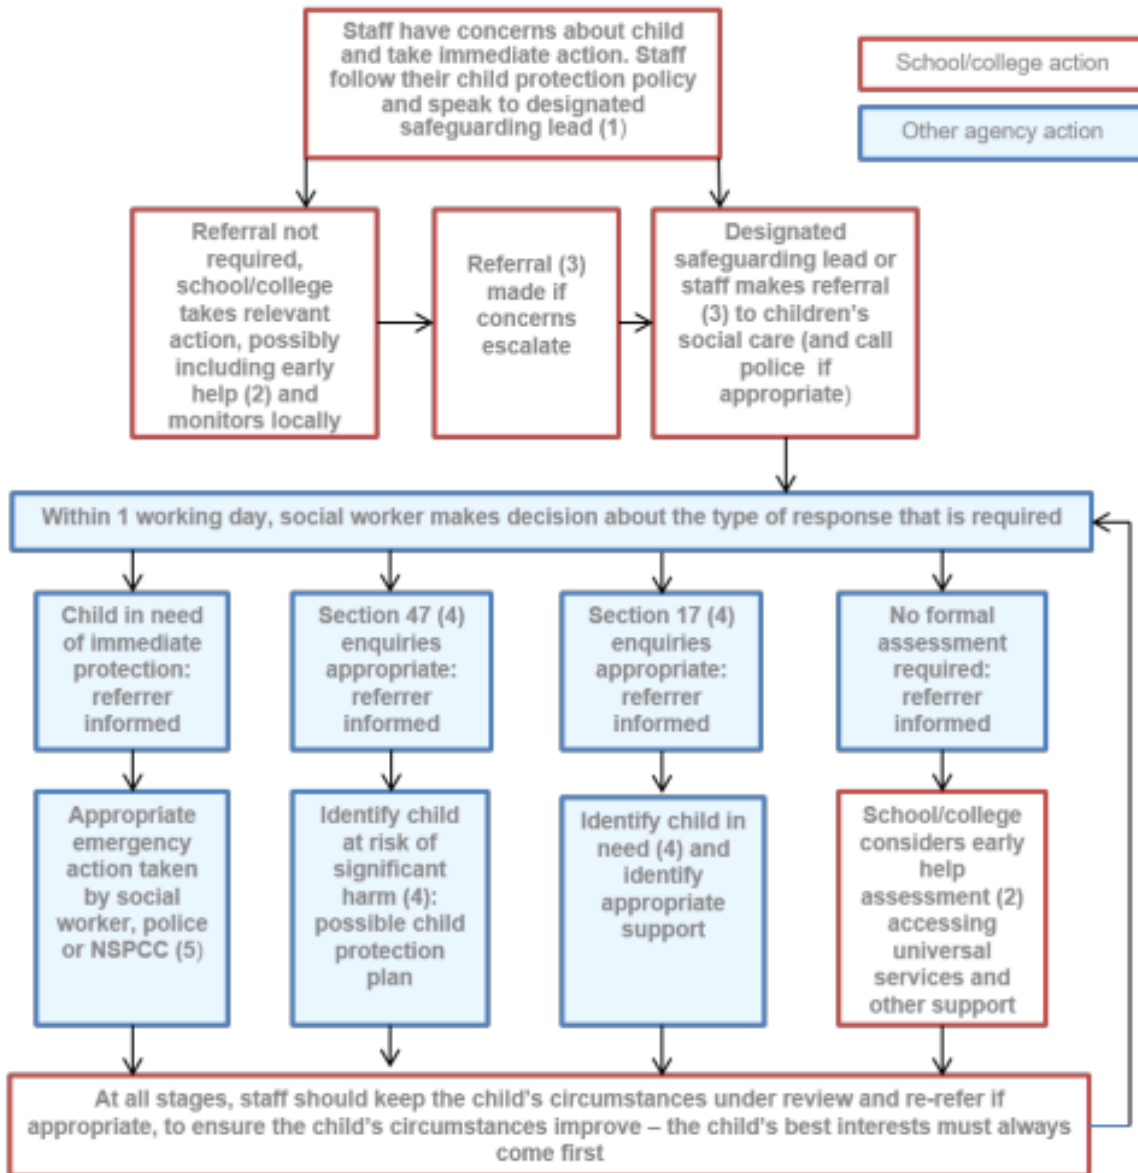 Staff have concerns about child
and take immediate action. Staff
follow their child protection policy
and speak to designated
safeguarding lead (1)
School/college action
Other agency action
Referral not
required,
school/college
takes relevant
action, possibly
including early
help (2) and
monitors locally
Referral (3)
made if
concerns
escalate
Designated
safeguarding lead or
staff makes referral
(3) to children's
social care (and call
police if
appropriate)
Within 1 working day, social worker makes decision about the type of response that is required
Child in need
of immediate
protection:
referrer
informed
Section 47 (4)
enquiries
appropriate:
referrer
informed
Section 17 (4)
enquiries
appropriate:
referrer
informed
No formal
assessment
required:
referrer
informed
Appropriate
emergency
action taken
by social
worker, police
or NSPCC (5)
Identify child
at risk of
significant
harm (4):
possible child
protection
plan
Identify child in
need (4) and
identify
appropriate
support
School/college
considers early
help
assessment (2)
accessing
universal
services and
other support
At all stages, staff should keep the child's circumstances under review and re-refer if
appropriate, to ensure the child's circumstances improve – the child's best interests must always
come first